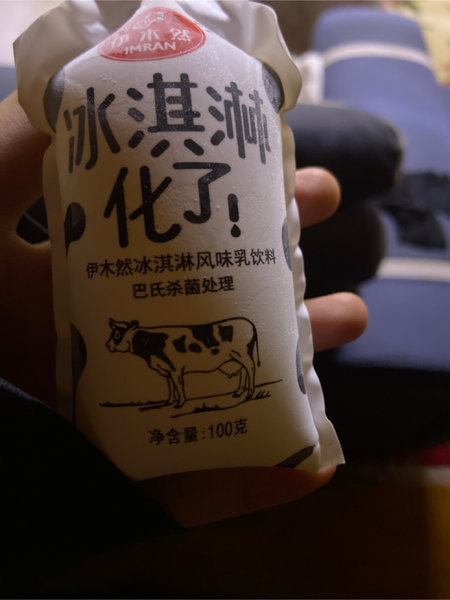 伊木然
IMRAN
冰淇淋
化了!
伊木然冰淇淋风味乳饮料
巴氏杀菌处理
净含量:100克